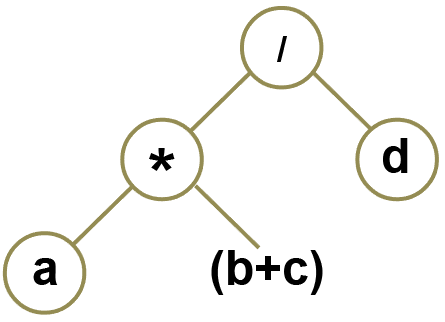 /
* d
a (b+c)